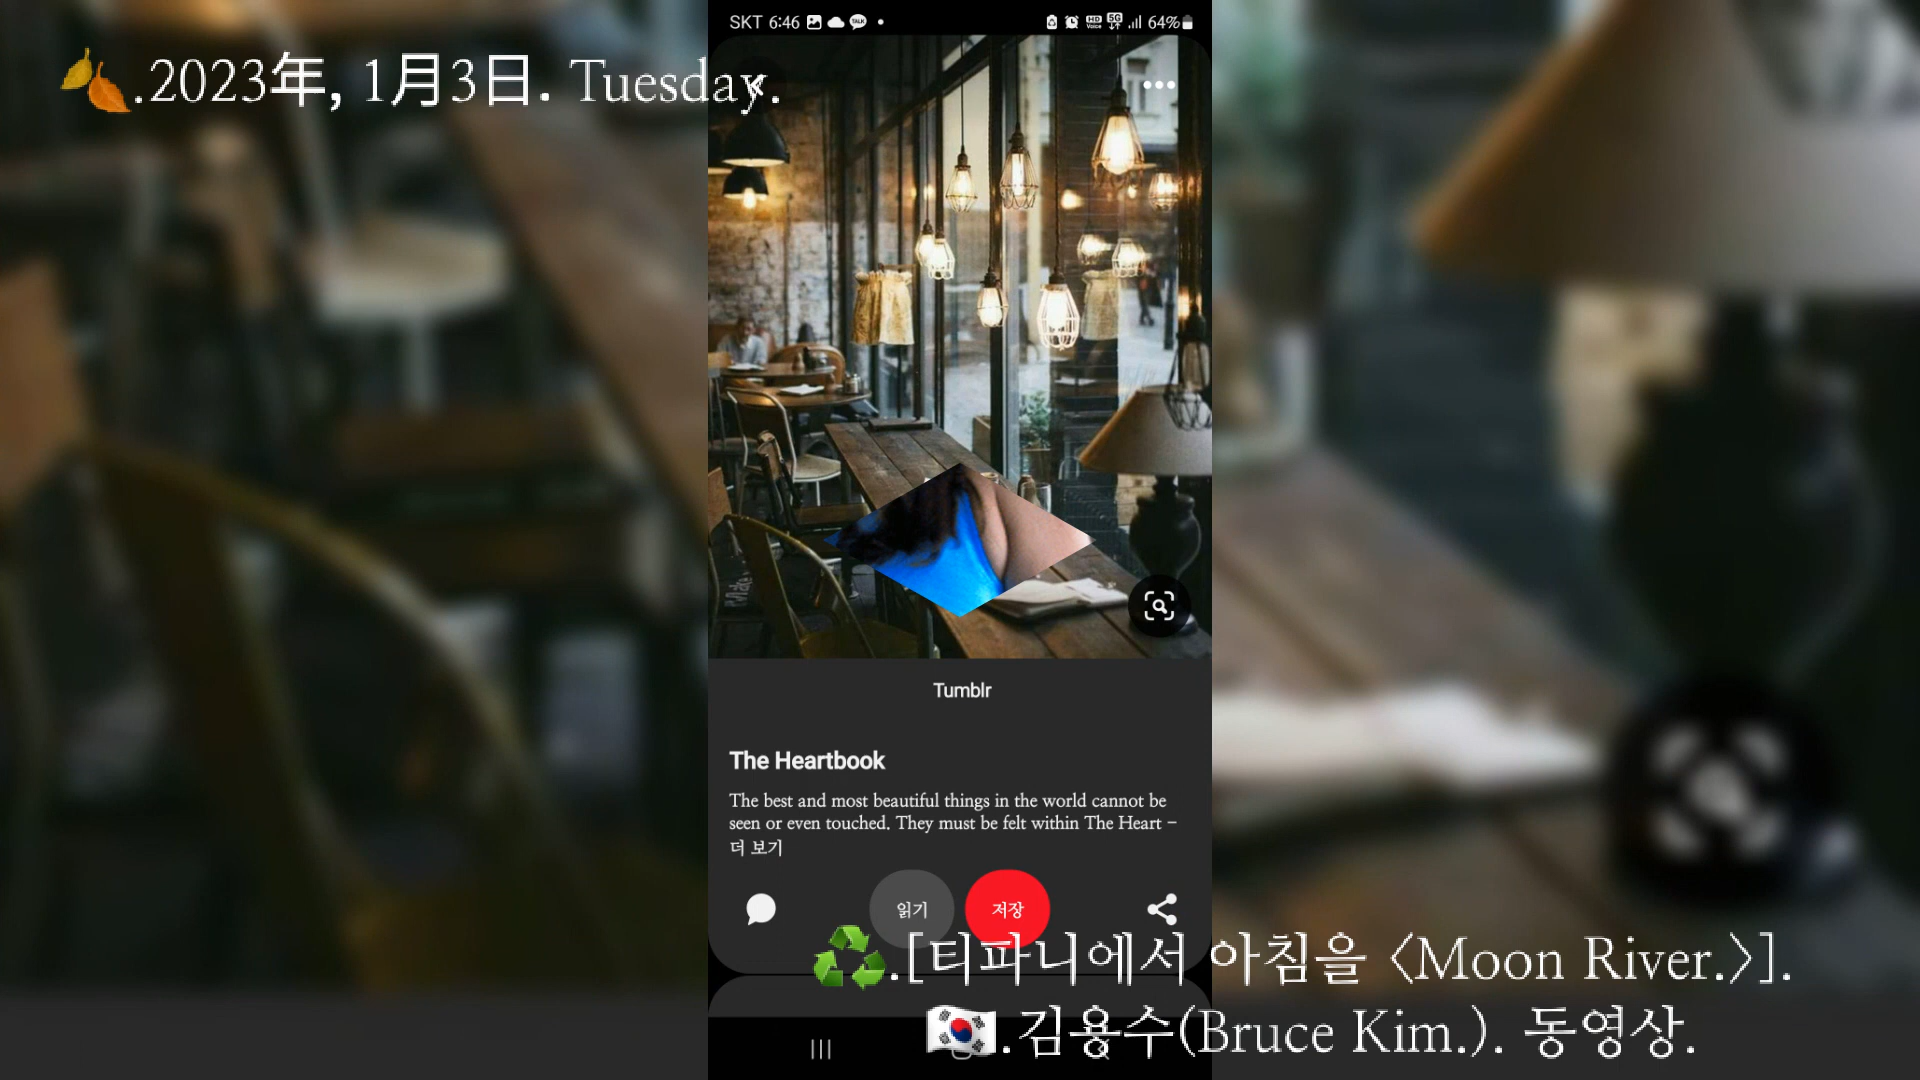 SKT 6:46
64%
🍂.2023年, 1月3日. Tuesday.
Tumblr
The Heartbook
The best and most beautiful things in the world cannot be
seen or even touched. They must be felt within The Heart –
더 보기
읽기
저장
♻️.[티파니에서 아침을 〈Moon River.〉].
🇰🇷.김용수(Bruce Kim.). 동영상.